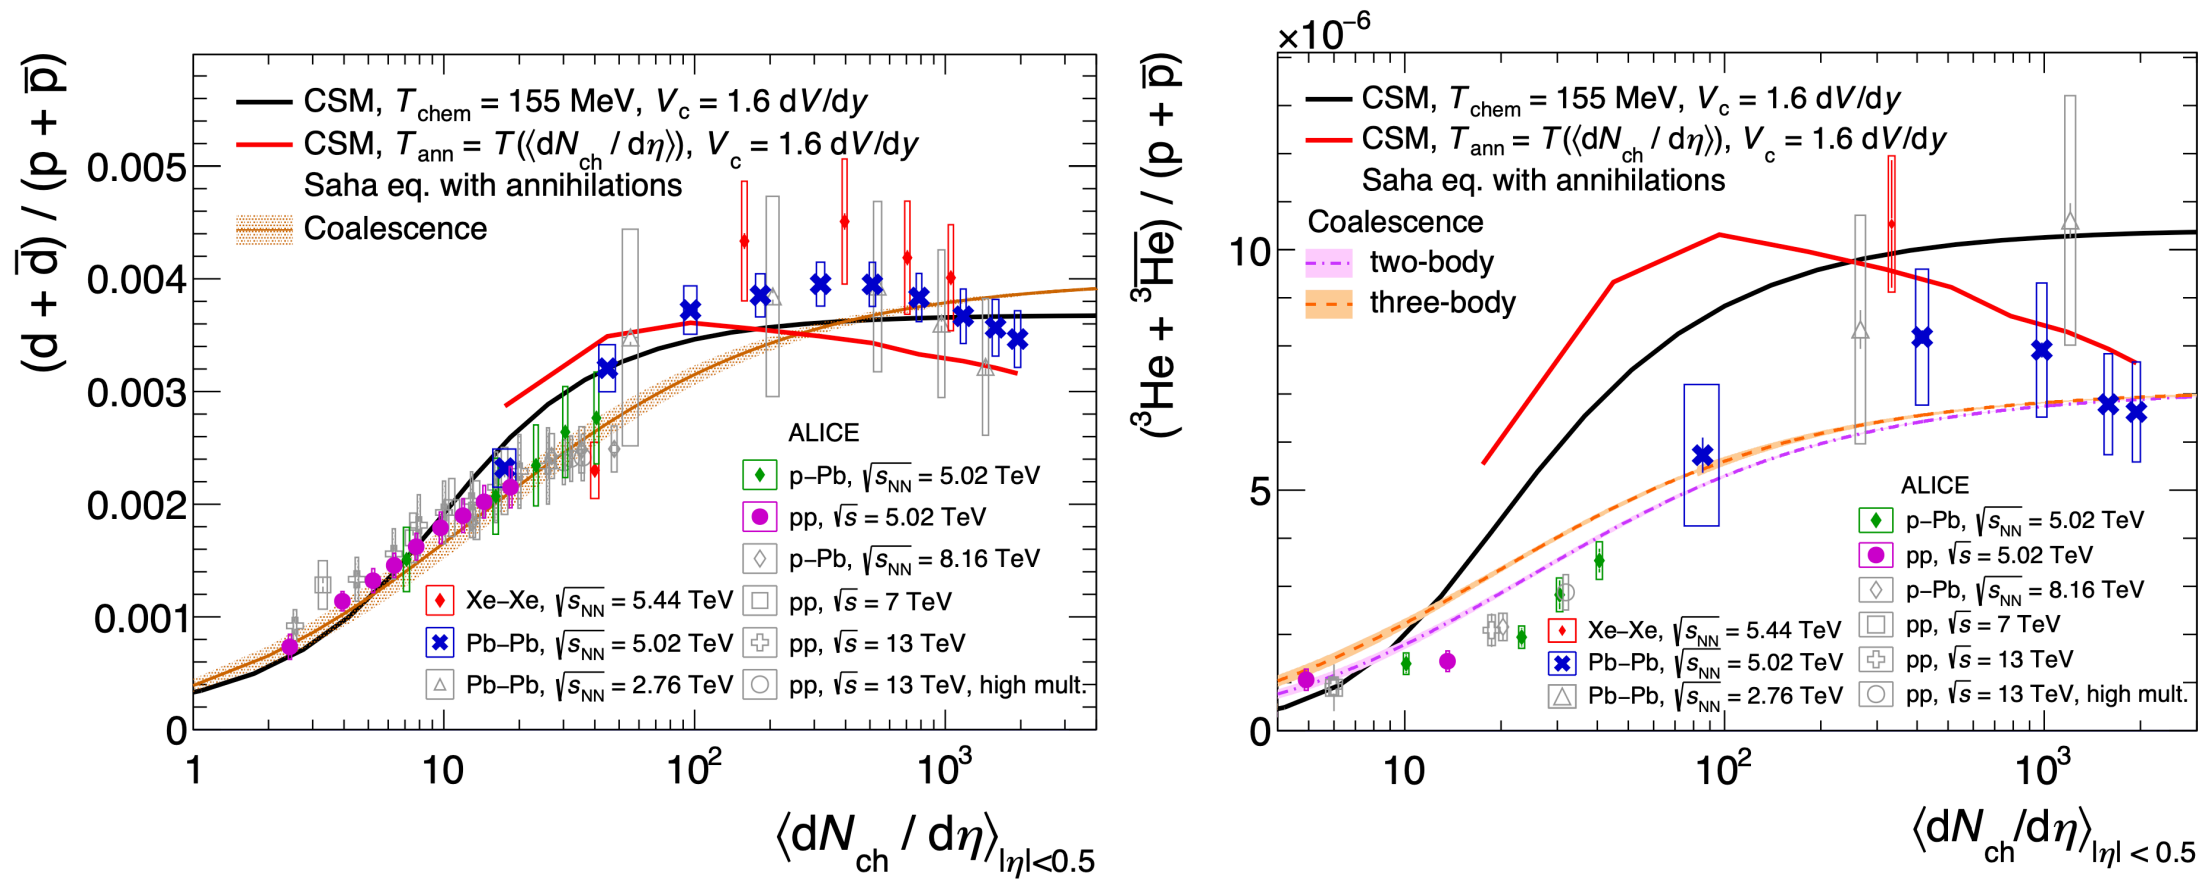 (d + d̅) / (p + p̅)
0.005
0.004
0.003
0.002
0.001
0
CSM, T_chem = 155 MeV, V_c = 1.6 dV/dy
CSM, T_ann = T(⟨dN_ch / dη⟩), V_c = 1.6 dV/dy
Saha eq. with annihilations
Coalescence
ALICE
p–Pb, √s_NN = 5.02 TeV
pp, √s = 5.02 TeV
p–Pb, √s_NN = 8.16 TeV
pp, √s = 7 TeV
pp, √s = 13 TeV
pp, √s = 13 TeV, high mult.
Xe–Xe, √s_NN = 5.44 TeV
Pb–Pb, √s_NN = 5.02 TeV
Pb–Pb, √s_NN = 2.76 TeV
1 10 10² 10³
⟨dN_ch / dη⟩_|η|<0.5
×10⁻⁶
(³He + ³H̅e̅) / (p + p̅)
10
5
0
CSM, T_chem = 155 MeV, V_c = 1.6 dV/dy
CSM, T_ann = T(⟨dN_ch / dη⟩), V_c = 1.6 dV/dy
Saha eq. with annihilations
Coalescence
two-body
three-body
ALICE
p–Pb, √s_NN = 5.02 TeV
pp, √s = 5.02 TeV
p–Pb, √s_NN = 8.16 TeV
pp, √s = 7 TeV
pp, √s = 13 TeV
pp, √s = 13 TeV, high mult.
Xe–Xe, √s_NN = 5.44 TeV
Pb–Pb, √s_NN = 5.02 TeV
Pb–Pb, √s_NN = 2.76 TeV
10 10² 10³
⟨dN_ch/dη⟩_|η| < 0.5